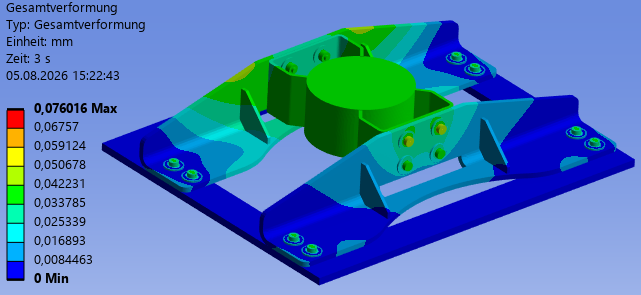 Gesamtverformung
Typ: Gesamtverformung
Einheit: mm
Zeit: 3 s
05.08.2026 15:22:43
0,076016 Max
0,06757
0,059124
0,050678
0,042231
0,033785
0,025339
0,016893
0,0084463
0 Min